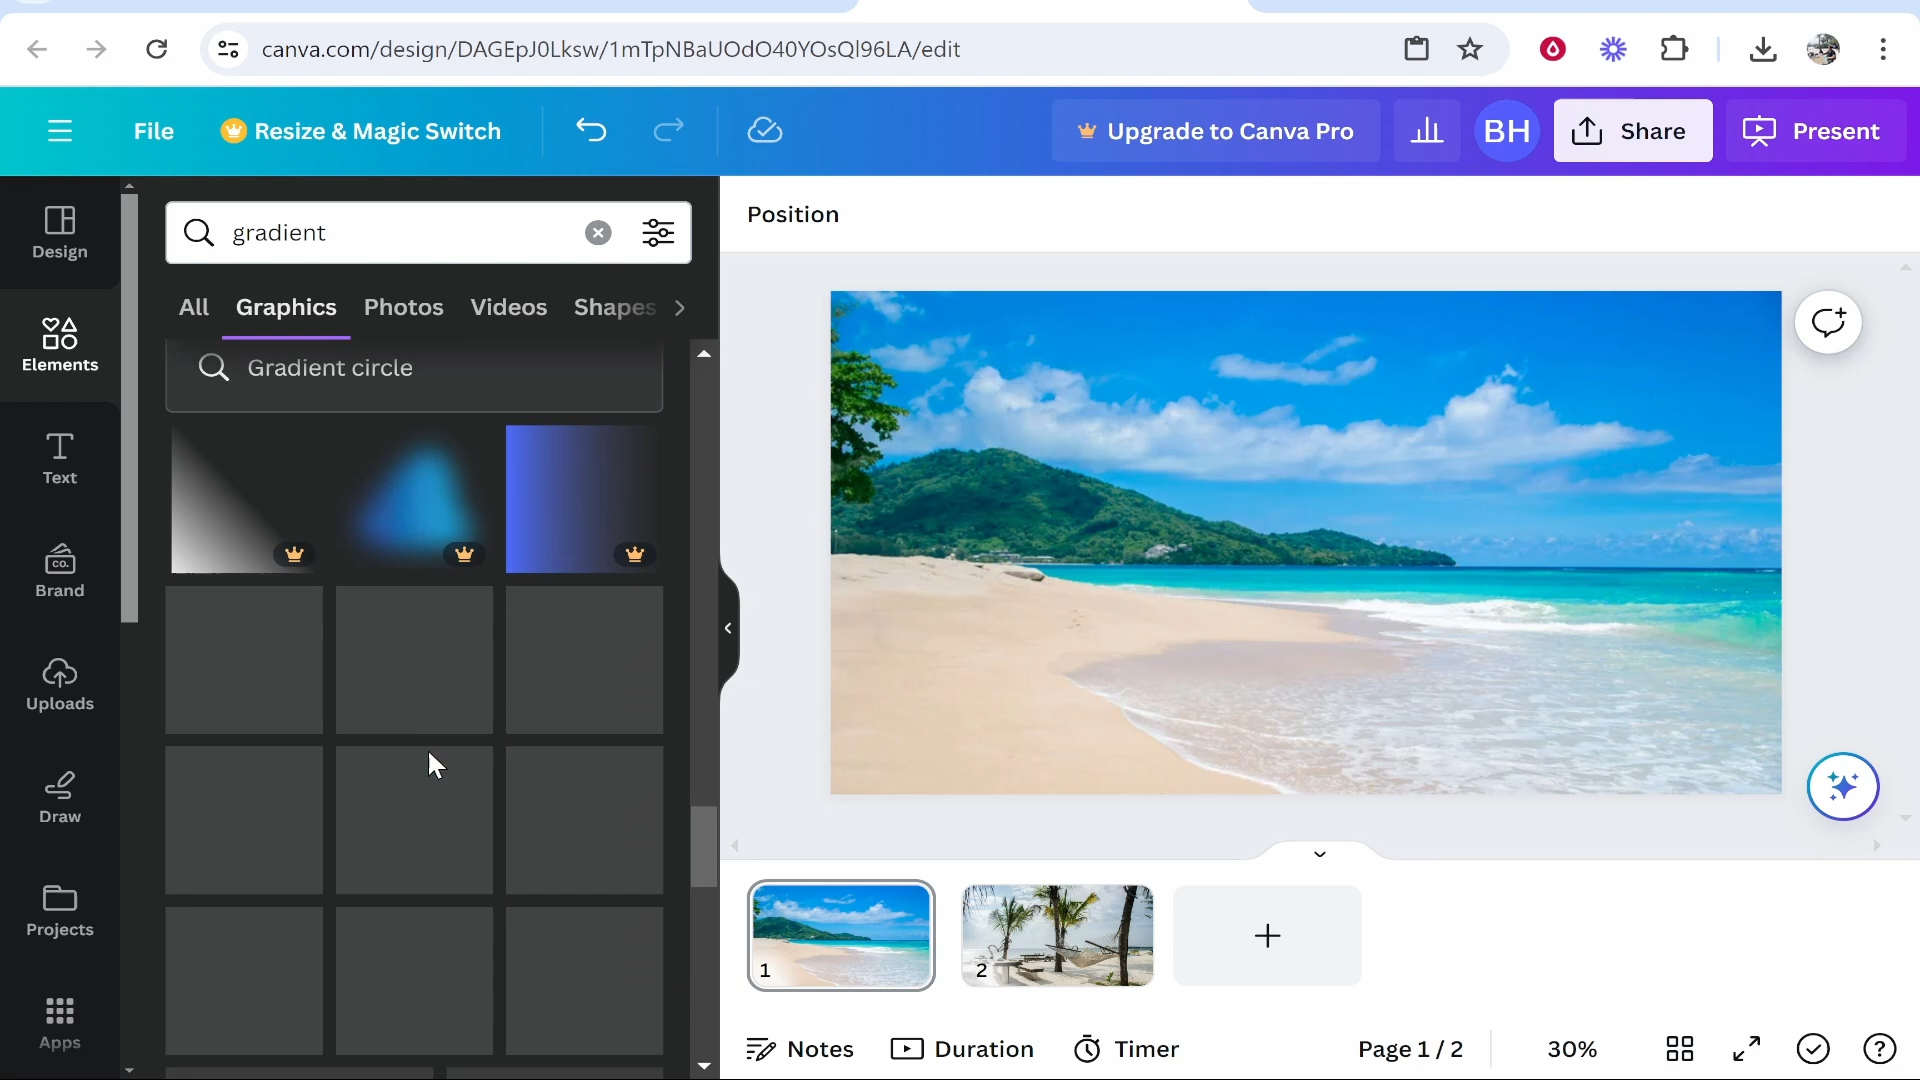 canva.com/design/DAGEpJ0Lksw/1mTpNBaUOdO40YOsQl96LA/edit
File
Resize & Magic Switch
Upgrade to Canva Pro
BH
Share
Present
Design
Elements
Text
CO.
Brand
Uploads
Draw
Projects
Apps
gradient
All
Graphics
Photos
Videos
Shapes
Gradient circle
Position
1
2
Notes
Duration
Timer
Page 1 / 2
30%